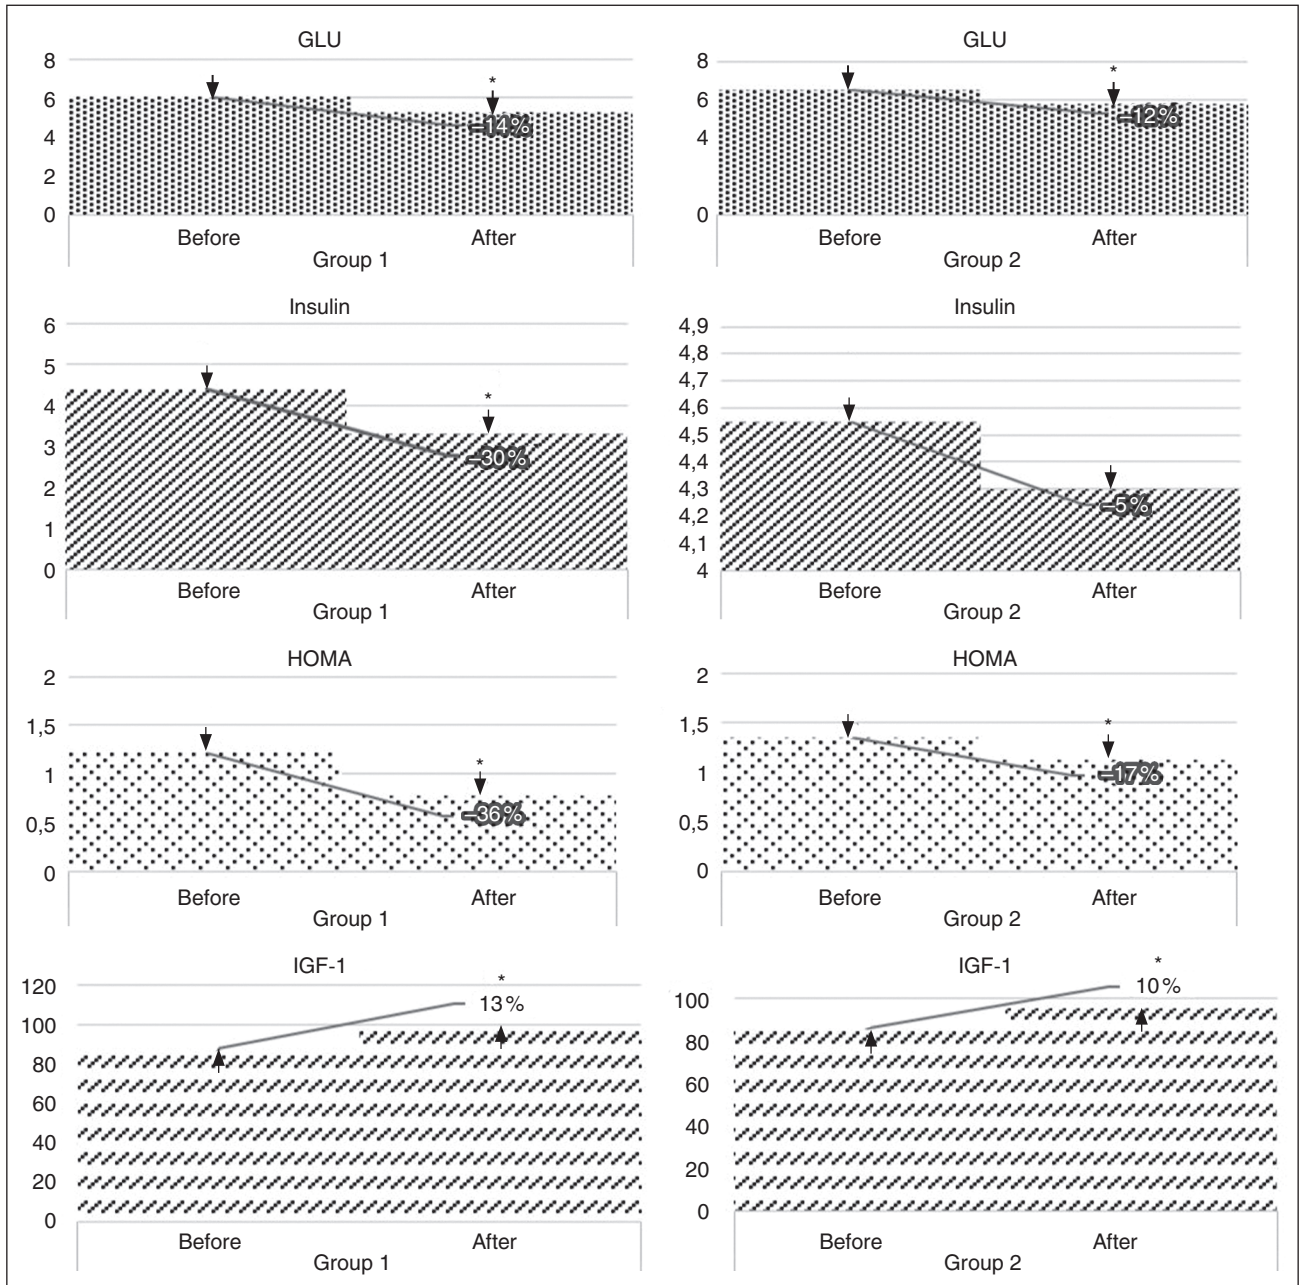 GLU
8
6
4
2
0
*
–14%
Before
After
Group 1
GLU
8
6
4
2
0
*
–12%
Before
After
Group 2
Insulin
6
5
4
3
2
1
0
*
–30%
Before
After
Group 1
Insulin
4,9
4,8
4,7
4,6
4,5
4,4
4,3
4,2
4,1
4
–5%
Before
After
Group 2
HOMA
2
1,5
1
0,5
0
*
–36%
Before
After
Group 1
HOMA
2
1,5
1
0,5
0
*
–17%
Before
After
Group 2
IGF-1
120
100
80
60
40
20
0
*
13%
Before
After
Group 1
IGF-1
100
80
60
40
20
0
*
10%
Before
After
Group 2